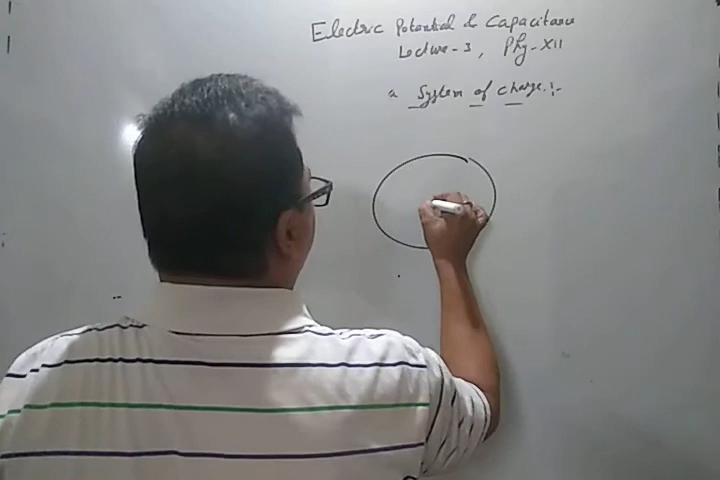 Electric Potential & Capacitance
Lecture-3, Phy-XII
a System of charge:-